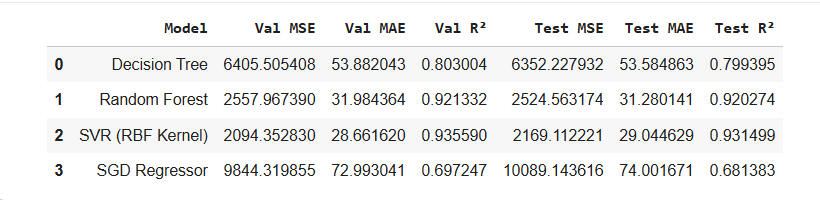 Model Val MSE Val MAE Val R² Test MSE Test MAE Test R²
0 Decision Tree 6405.505408 53.882043 0.803004 6352.227932 53.584863 0.799395
1 Random Forest 2557.967390 31.984364 0.921332 2524.563174 31.280141 0.920274
2 SVR (RBF Kernel) 2094.352830 28.661620 0.935590 2169.112221 29.044629 0.931499
3 SGD Regressor 9844.319855 72.993041 0.697247 10089.143616 74.001671 0.681383